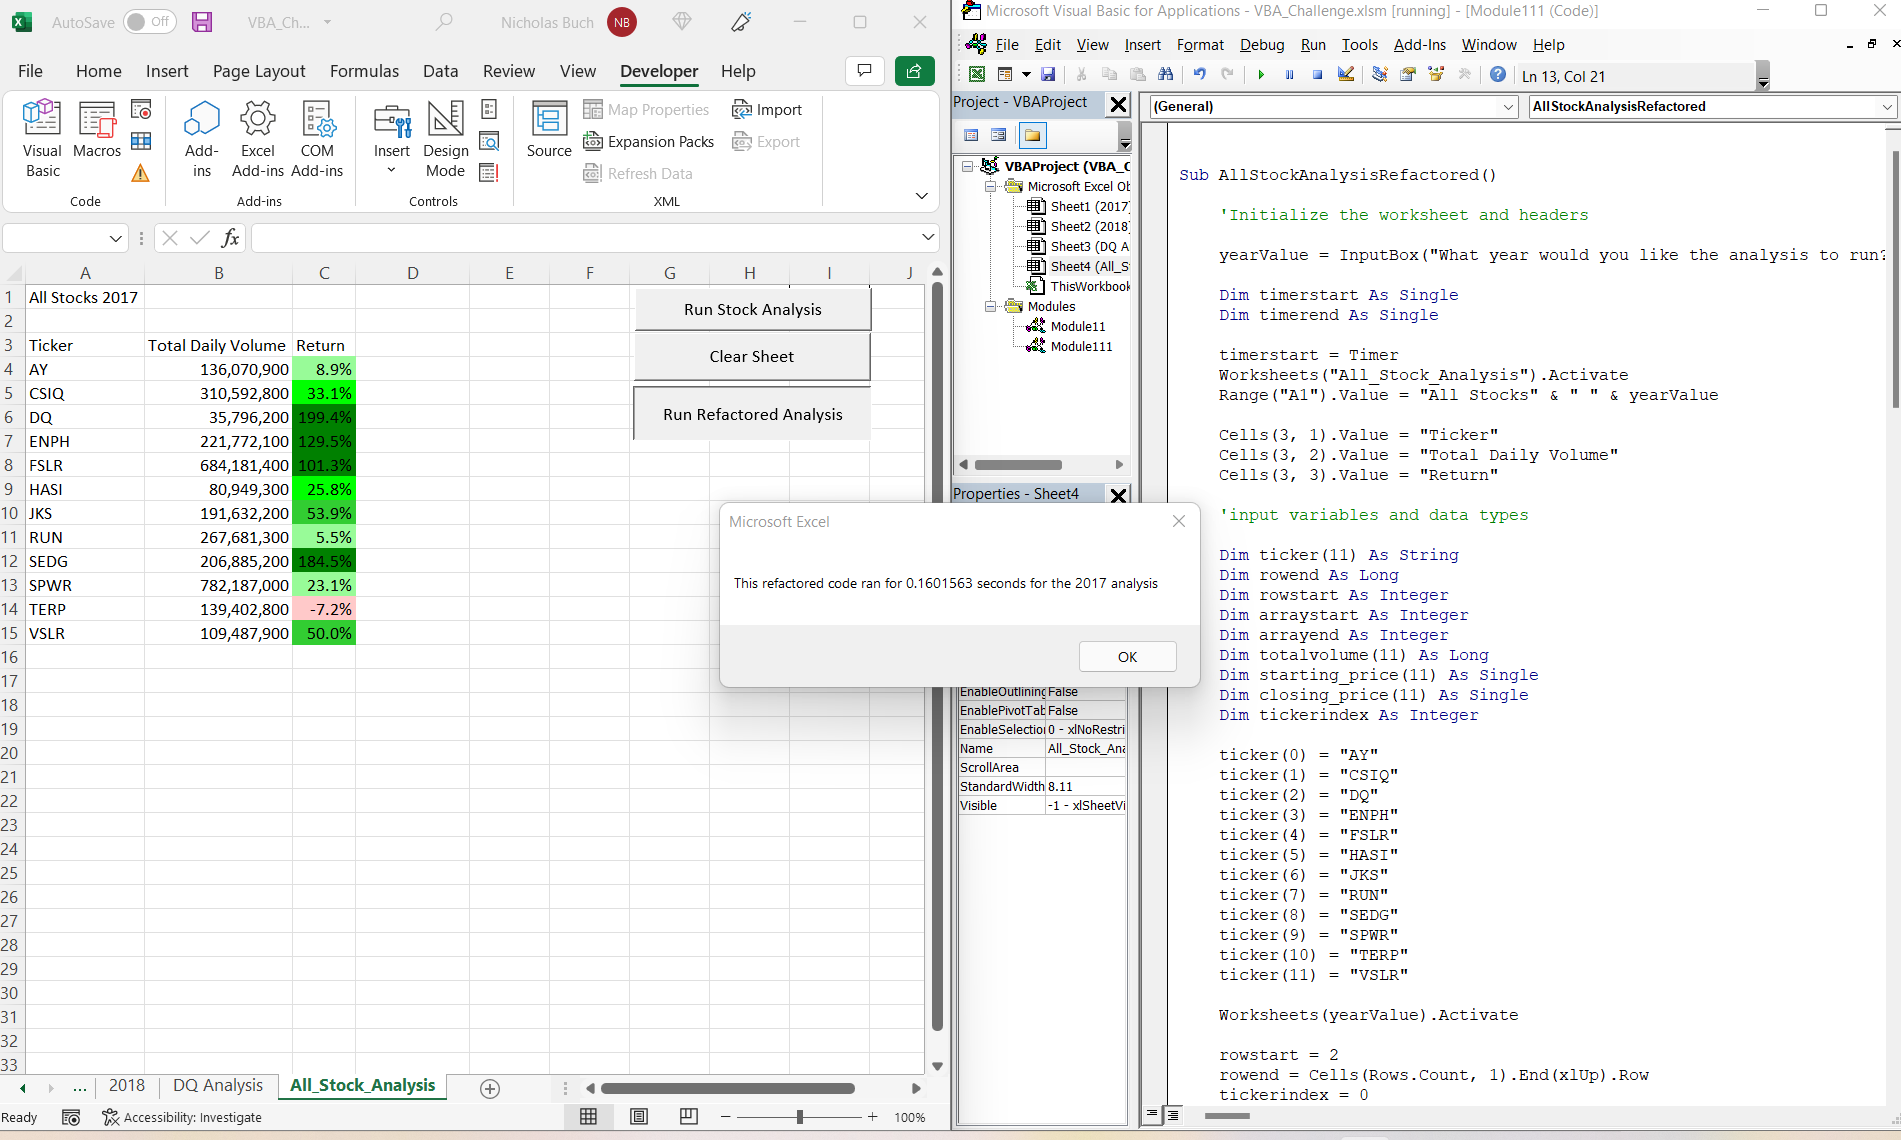 AutoSave Off VBA_Ch... Nicholas Buch NB
File Home Insert Page Layout Formulas Data Review View Developer Help
Visual Basic
Macros
Code
Add-ins
Excel Add-ins
COM Add-ins
Add-ins
Insert
Design Mode
Controls
Source
Map Properties
Expansion Packs
Refresh Data
Import
Export
XML
fx
A B C D E F G H I J
1 All Stocks 2017
2
3 Ticker Total Daily Volume Return
4 AY 136,070,900 8.9%
5 CSIQ 310,592,800 33.1%
6 DQ 35,796,200 199.4%
7 ENPH 221,772,100 129.5%
8 FSLR 684,181,400 101.3%
9 HASI 80,949,300 25.8%
10 JKS 191,632,200 53.9%
11 RUN 267,681,300 5.5%
12 SEDG 206,885,200 184.5%
13 SPWR 782,187,000 23.1%
14 TERP 139,402,800 -7.2%
15 VSLR 109,487,900 50.0%
16
17
18
19
20
21
22
23
24
25
26
27
28
29
30
31
32
33
Run Stock Analysis
Clear Sheet
Run Refactored Analysis
... 2018 DQ Analysis All_Stock_Analysis
Ready Accessibility: Investigate 100%
Microsoft Excel
This refactored code ran for 0.1601563 seconds for the 2017 analysis
OK
Microsoft Visual Basic for Applications - VBA_Challenge.xlsm [running] - [Module111 (Code)]
File Edit View Insert Format Debug Run Tools Add-Ins Window Help
Ln 13, Col 21
Project - VBAProject
VBAProject (VBA_C
Microsoft Excel Ob
Sheet1 (2017)
Sheet2 (2018)
Sheet3 (DQ A
Sheet4 (All_S
ThisWorkbook
Modules
Module11
Module111
Properties - Sheet4
EnableOutlining False
EnablePivotTab False
EnableSelection 0 - xlNoRestri
Name All_Stock_Ana
ScrollArea
StandardWidth 8.11
Visible -1 - xlSheetVi
(General) AllStockAnalysisRefactored
Sub AllStockAnalysisRefactored()
'Initialize the worksheet and headers
yearValue = InputBox("What year would you like the analysis to run?
Dim timerstart As Single
Dim timerend As Single
timerstart = Timer
Worksheets("All_Stock_Analysis").Activate
Range("A1").Value = "All Stocks" & " " & yearValue
Cells(3, 1).Value = "Ticker"
Cells(3, 2).Value = "Total Daily Volume"
Cells(3, 3).Value = "Return"
'input variables and data types
Dim ticker(11) As String
Dim rowend As Long
Dim rowstart As Integer
Dim arraystart As Integer
Dim arrayend As Integer
Dim totalvolume(11) As Long
Dim starting_price(11) As Single
Dim closing_price(11) As Single
Dim tickerindex As Integer
ticker(0) = "AY"
ticker(1) = "CSIQ"
ticker(2) = "DQ"
ticker(3) = "ENPH"
ticker(4) = "FSLR"
ticker(5) = "HASI"
ticker(6) = "JKS"
ticker(7) = "RUN"
ticker(8) = "SEDG"
ticker(9) = "SPWR"
ticker(10) = "TERP"
ticker(11) = "VSLR"
Worksheets(yearValue).Activate
rowstart = 2
rowend = Cells(Rows.Count, 1).End(xlUp).Row
tickerindex = 0